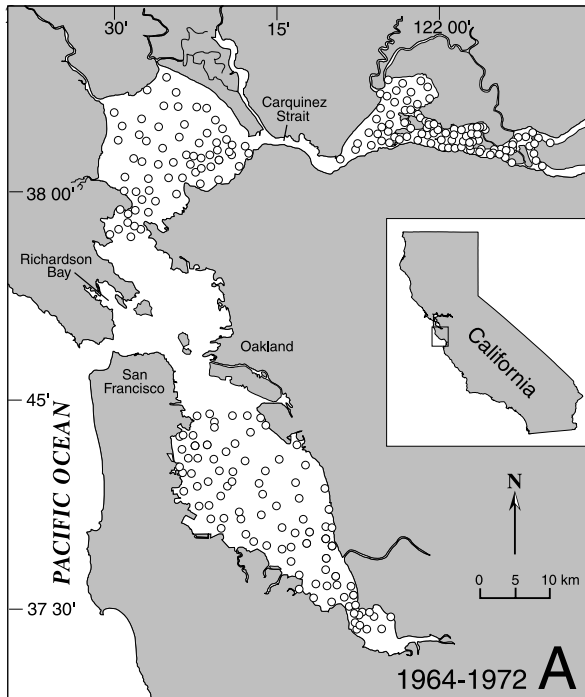 30'
15'
122 00'
Carquinez
Strait
38 00'
Richardson
Bay
Oakland
San
Francisco
California
45'
PACIFIC OCEAN
N
0 5 10 km
37 30'
1964-1972 A